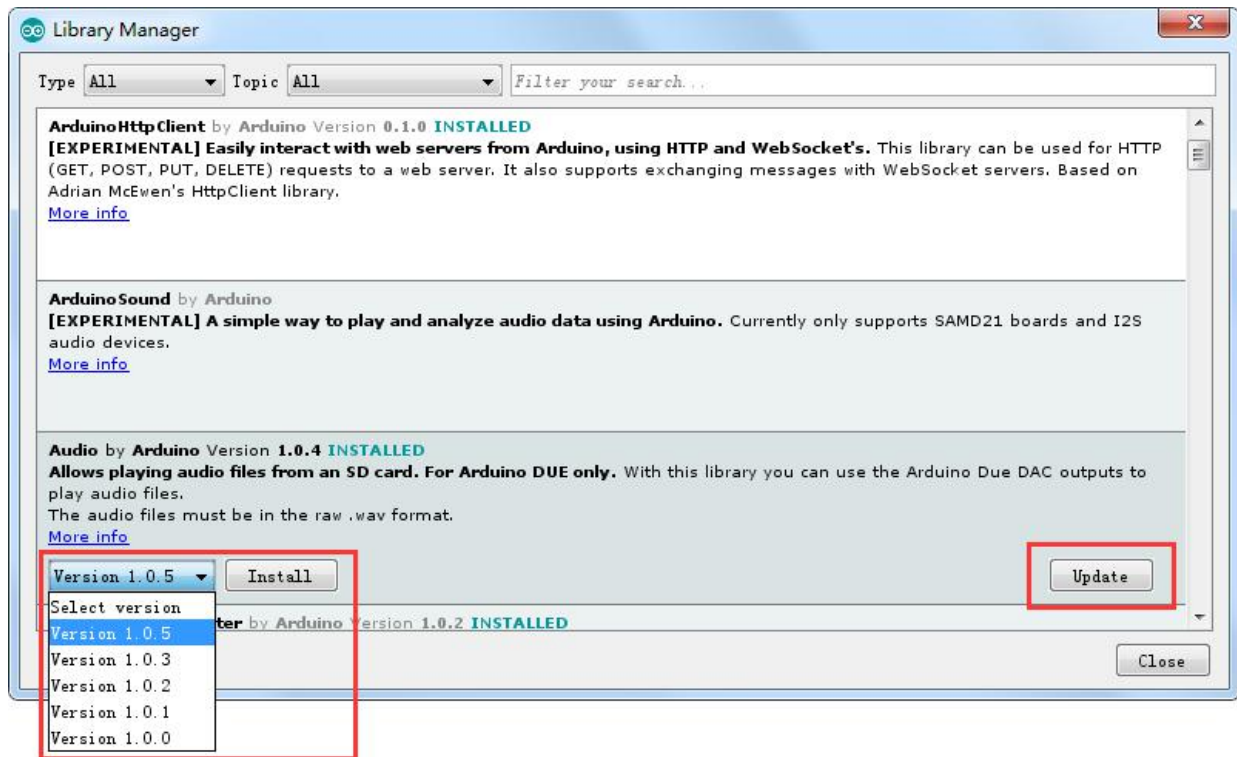 Library Manager
Type All Topic All Filter your search...
ArduinoHttpClient by Arduino Version 0.1.0 INSTALLED
[EXPERIMENTAL] Easily interact with web servers from Arduino, using HTTP and WebSocket's. This library can be used for HTTP
(GET, POST, PUT, DELETE) requests to a web server. It also supports exchanging messages with WebSocket servers. Based on
Adrian McEwen's HttpClient library.
More info
ArduinoSound by Arduino
[EXPERIMENTAL] A simple way to play and analyze audio data using Arduino. Currently only supports SAMD21 boards and I2S
audio devices.
More info
Audio by Arduino Version 1.0.4 INSTALLED
Allows playing audio files from an SD card. For Arduino DUE only. With this library you can use the Arduino Due DAC outputs to
play audio files.
The audio files must be in the raw .wav format.
More info
Version 1.0.5 Install Update
Select version
ter by Arduino Version 1.0.2 INSTALLED
Version 1.0.5
Version 1.0.3
Close
Version 1.0.2
Version 1.0.1
Version 1.0.0